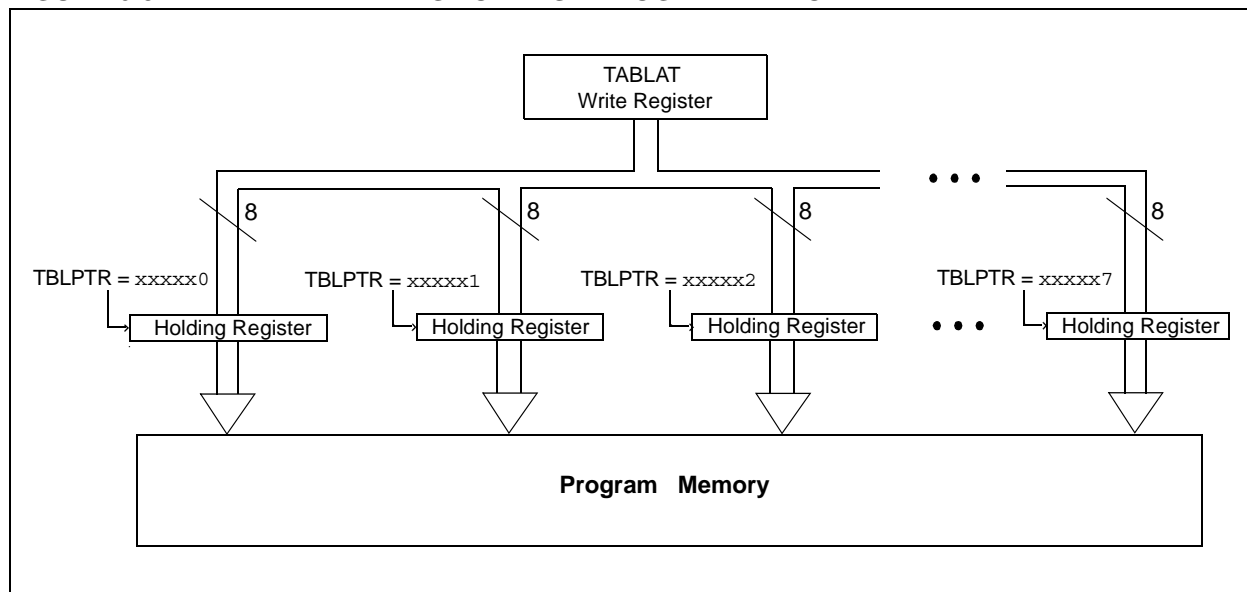 TABLAT
Write Register
8
8
8
8
TBLPTR = xxxxx0
TBLPTR = xxxxx1
TBLPTR = xxxxx2
TBLPTR = xxxxx7
Holding Register
Holding Register
Holding Register
Holding Register
Program Memory